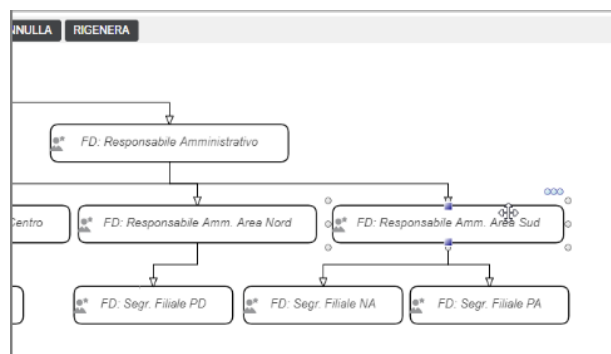 NNULLA RIGENERA
FD: Responsabile Amministrativo
Centro FD: Responsabile Amm. Area Nord FD: Responsabile Amm. Area Sud
FD: Segr. Filiale PD FD: Segr. Filiale NA FD: Segr. Filiale PA